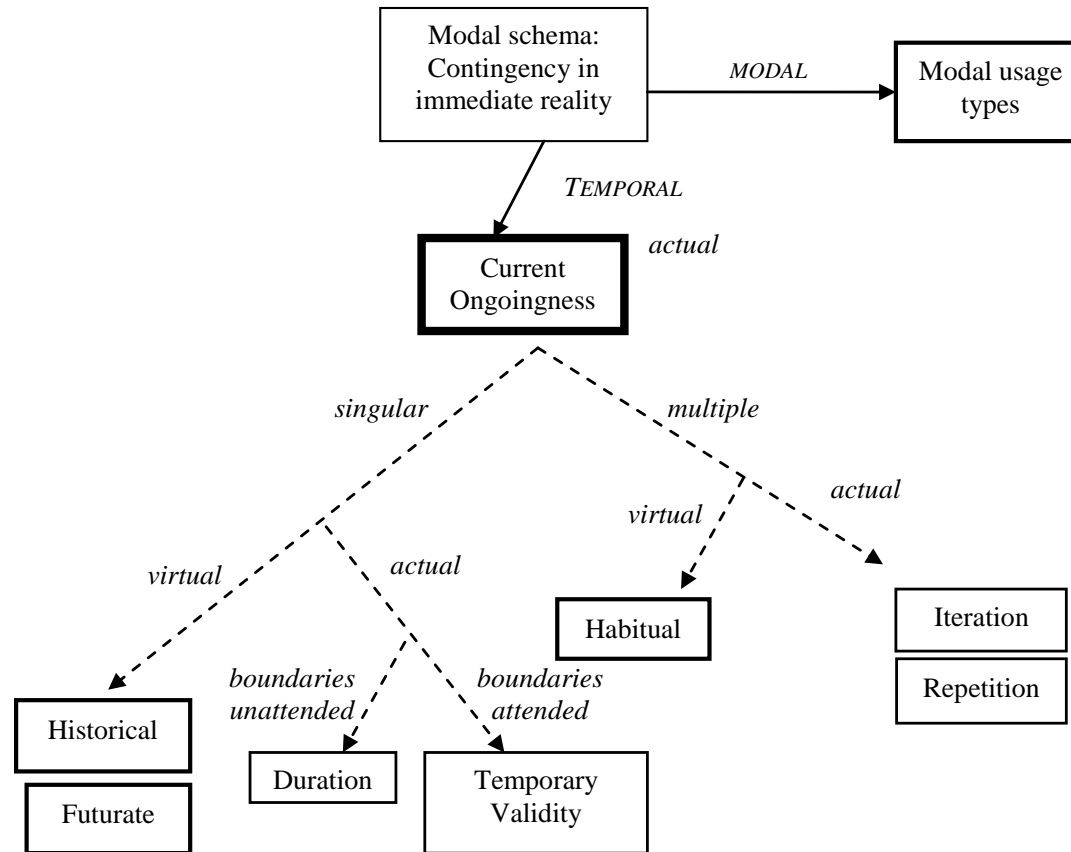 Modal schema:
Contingency in
immediate reality
MODAL
Modal usage
types
TEMPORAL
actual
Current
Ongoingness
singular
multiple
virtual
actual
virtual
actual
Habitual
Iteration
Repetition
boundaries
unattended
boundaries
attended
Historical
Futurate
Duration
Temporary
Validity